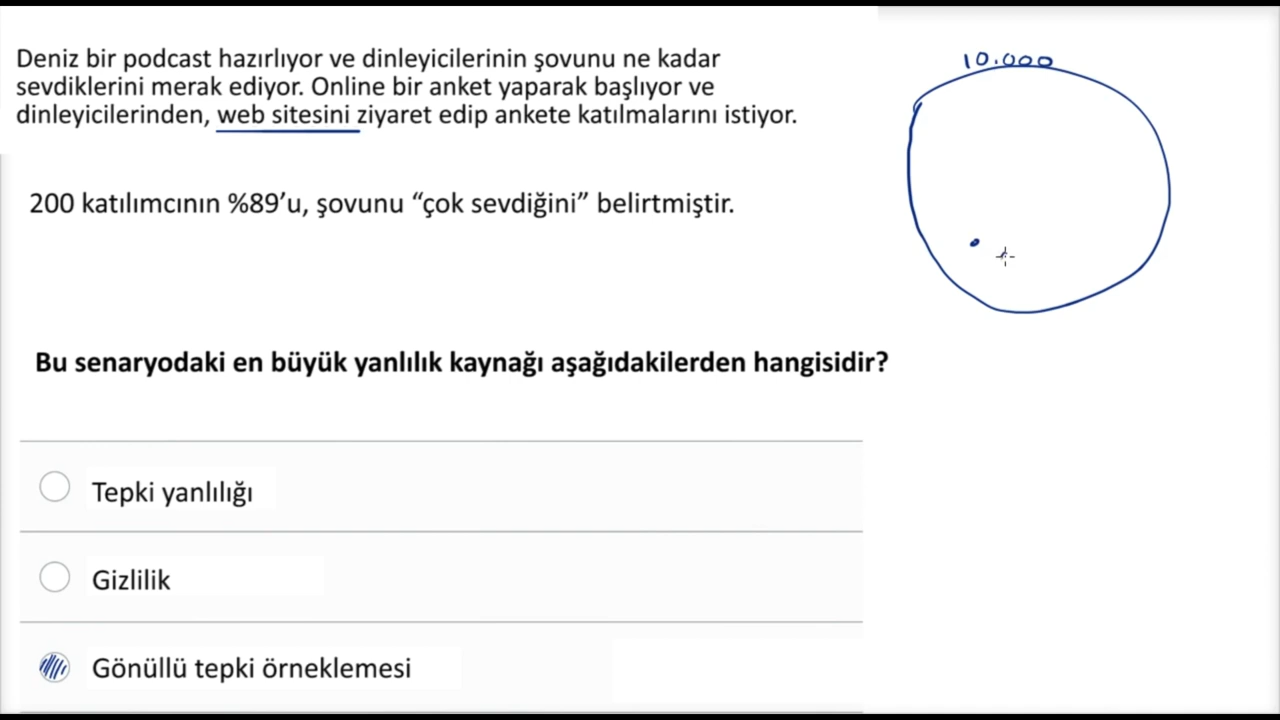 10.000
Deniz bir podcast hazırlıyor ve dinleyicilerinin şovunu ne kadar
sevdiklerini merak ediyor. Online bir anket yaparak başlıyor ve
dinleyicilerinden, web sitesini ziyaret edip ankete katılmalarını istiyor.
200 katılımcının %89’u, şovunu “çok sevdiğini” belirtmiştir.
Bu senaryodaki en büyük yanlılık kaynağı aşağıdakilerden hangisidir?
Tepki yanlılığı
Gizlilik
Gönüllü tepki örneklemesi